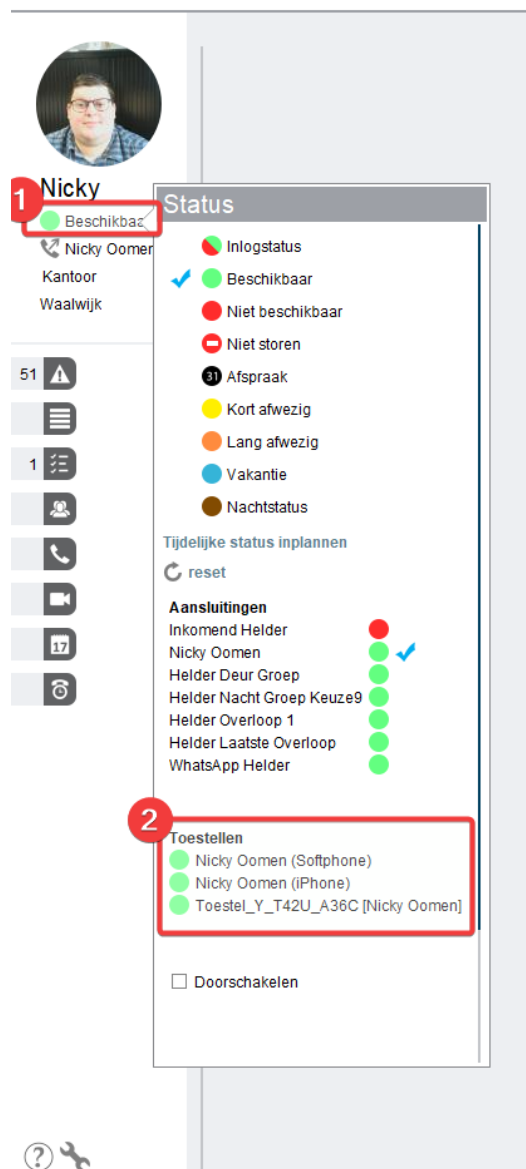 Nicky
1
Beschikbaa
Nicky Oomen
Kantoor
Waalwijk
51
1
17
Status
Inlogstatus
Beschikbaar
Niet beschikbaar
Niet storen
31 Afspraak
Kort afwezig
Lang afwezig
Vakantie
Nachtstatus
Tijdelijke status inplannen
reset
Aansluitingen
Inkomend Helder
Nicky Oomen
Helder Deur Groep
Helder Nacht Groep Keuze9
Helder Overloop 1
Helder Laatste Overloop
WhatsApp Helder
2
Toestellen
Nicky Oomen (Softphone)
Nicky Oomen (iPhone)
Toestel_Y_T42U_A36C [Nicky Oomen]
Doorschakelen
?